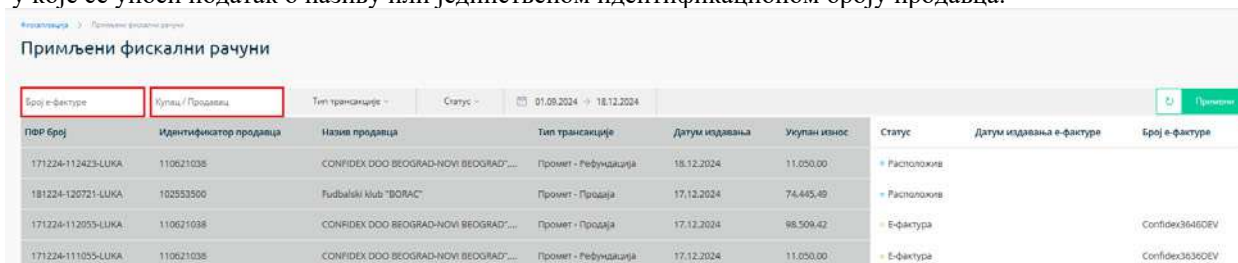 у које се уноси податак о називу или јединственом идентификационом броју продавца.
Фискализација > Примљени фискални рачуни
Примљени фискални рачуни
Број е-фактуре Купац / Продавац Тип трансакције Статус 01.09.2024 → 18.12.2024 Примени
ПФР број Идентификатор продавца Назив продавца Тип трансакције Датум издавања Укупан износ Статус Датум издавања е-фактуре Број е-фактуре
171224-112423-LUKA 110621038 CONFIDEX DOO BEOGRAD-NOVI BEOGRAD",... Промет - Рефундација 18.12.2024 11.050,00 Расположив
181224-120721-LUKA 102553500 Fudbalski klub "BORAC" Промет - Продаја 17.12.2024 74.445,49 Расположив
171224-112055-LUKA 110621038 CONFIDEX DOO BEOGRAD-NOVI BEOGRAD",... Промет - Продаја 17.12.2024 98.509,42 Е-фактура Confidex3646OEV
171224-111055-LUKA 110621038 CONFIDEX DOO BEOGRAD-NOVI BEOGRAD",... Промет - Рефундација 17.12.2024 11.050,00 Е-фактура Confidex3636OEV